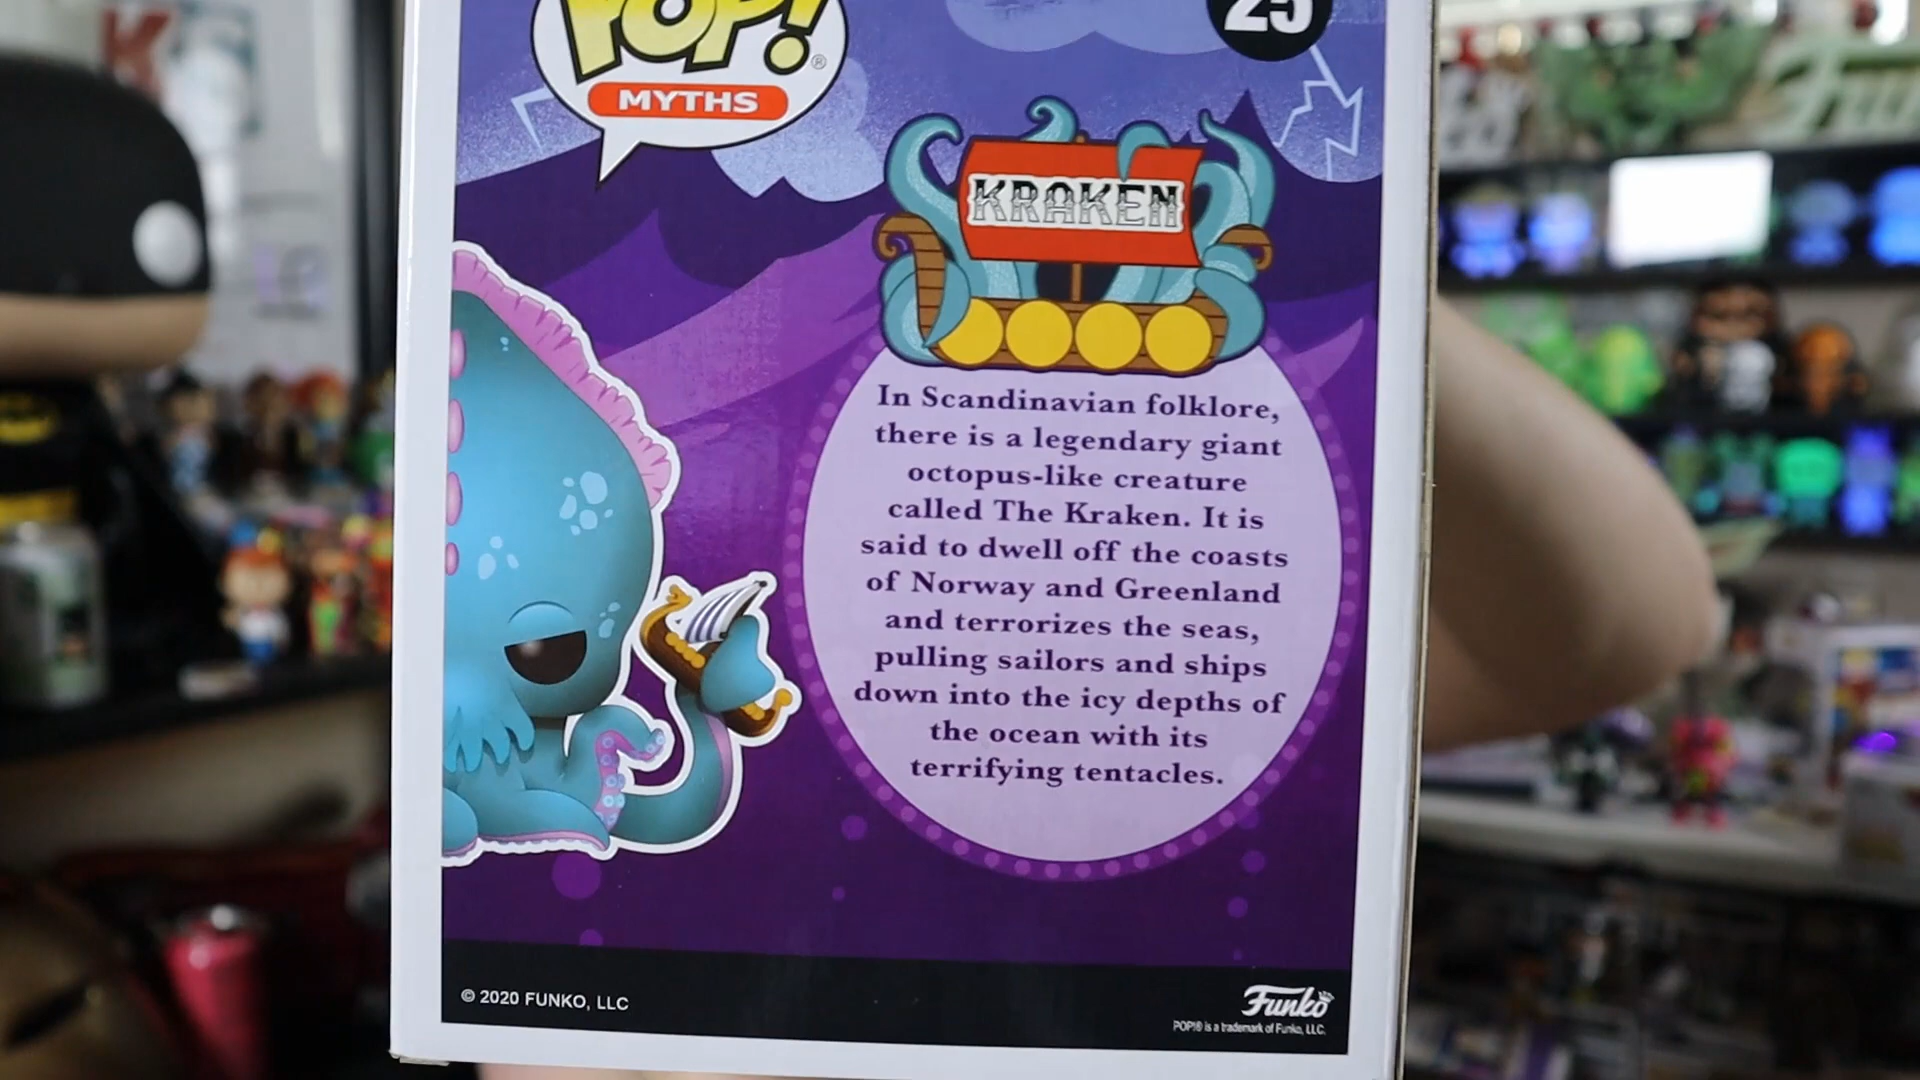 POP!®
MYTHS
25
KRAKEN
In Scandinavian folklore,
there is a legendary giant
octopus-like creature
called The Kraken. It is
said to dwell off the coasts
of Norway and Greenland
and terrorizes the seas,
pulling sailors and ships
down into the icy depths of
the ocean with its
terrifying tentacles.
© 2020 FUNKO, LLC
Funko
POP!® is a trademark of Funko, LLC.